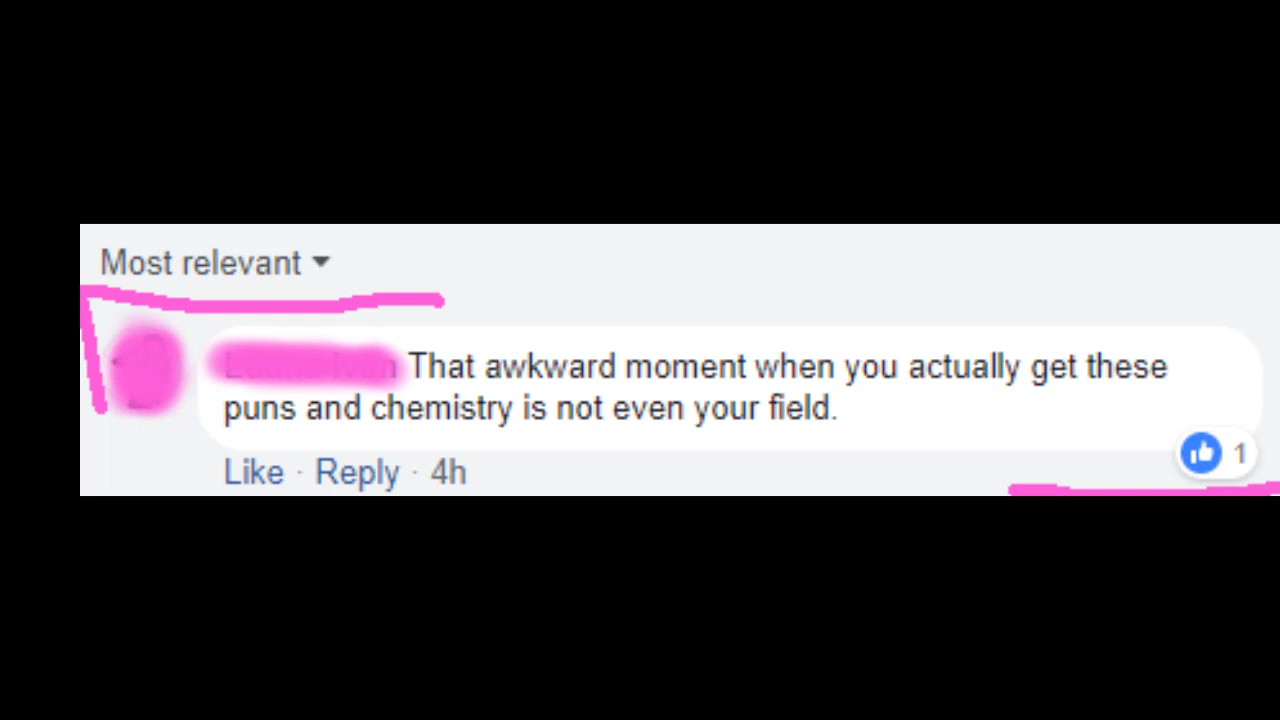 Most relevant
That awkward moment when you actually get these
puns and chemistry is not even your field.
Like · Reply · 4h
1